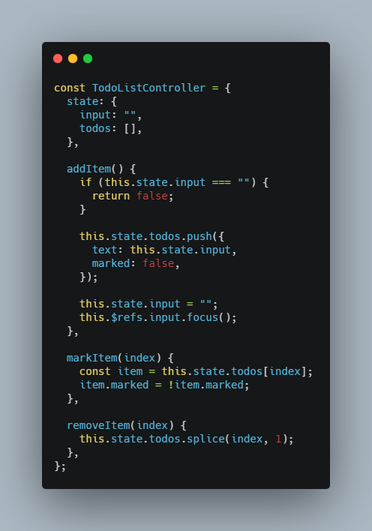 const TodoListController = {
  state: {
    input: "",
    todos: [],
  },

  addItem() {
    if (this.state.input === "") {
      return false;
    }

    this.state.todos.push({
      text: this.state.input,
      marked: false,
    });

    this.state.input = "";
    this.$refs.input.focus();
  },

  markItem(index) {
    const item = this.state.todos[index];
    item.marked = !item.marked;
  },

  removeItem(index) {
    this.state.todos.splice(index, 1);
  },
};